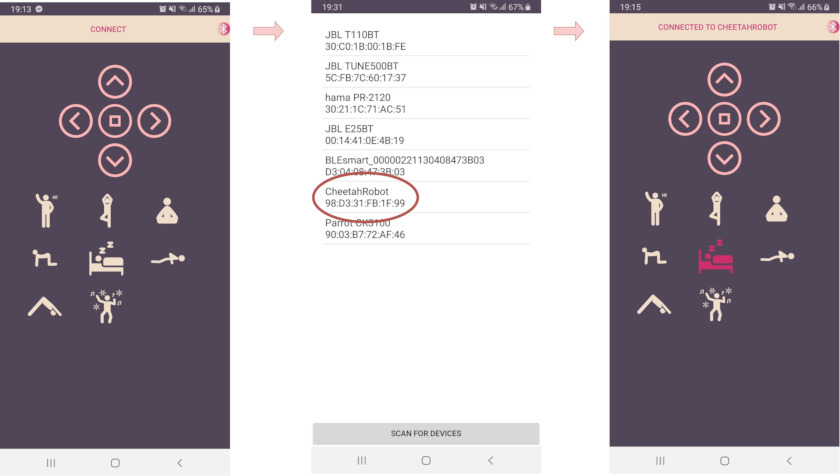 19:13
65%
CONNECT
HI!
Z Z Z
19:31
67%
JBL T110BT
30:C0:1B:00:1B:FE
JBL TUNE500BT
5C:FB:7C:60:17:37
hama PR-2120
30:21:1C:71:AC:51
JBL E25BT
00:14:41:0E:4B:19
BLEsmart_00000221130408473B03
D3:04:08:47:3B:03
CheetahRobot
98:D3:31:FB:1F:99
Parrot CK3100
90:03:B7:72:AF:46
SCAN FOR DEVICES
19:15
66%
CONNECTED TO CHEETAHROBOT
HI!
Z Z Z